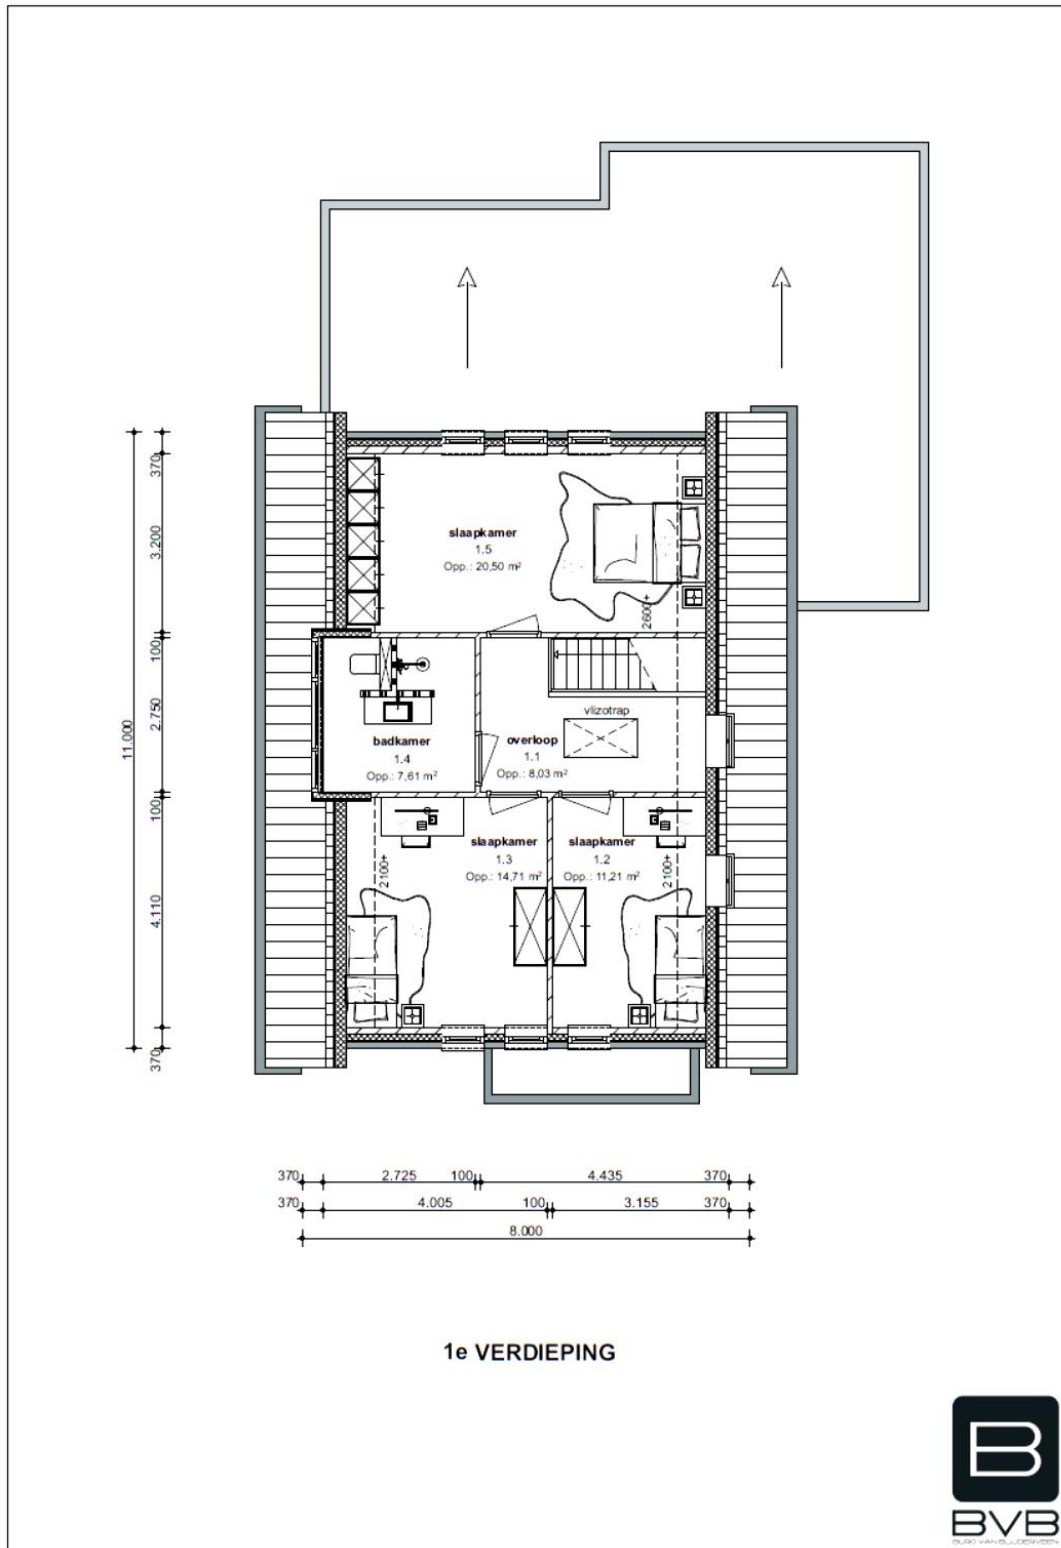 slaapkamer
1.5
Opp.: 20,50 m²
2600+
vlizotrap
badkamer
1.4
Opp.: 7,61 m²
overloop
1.1
Opp.: 8,03 m²
slaapkamer
1.3
Opp.: 14,71 m²
slaapkamer
1.2
Opp.: 11,21 m²
2100+
2100+
370
3.200
100
2.750
100
4.110
370
11.000
370 2.725 100 4.435 370
370 4.005 100 3.155 370
8.000
1e VERDIEPING
B
BVB
BURO VAN BLIJDERVEEN